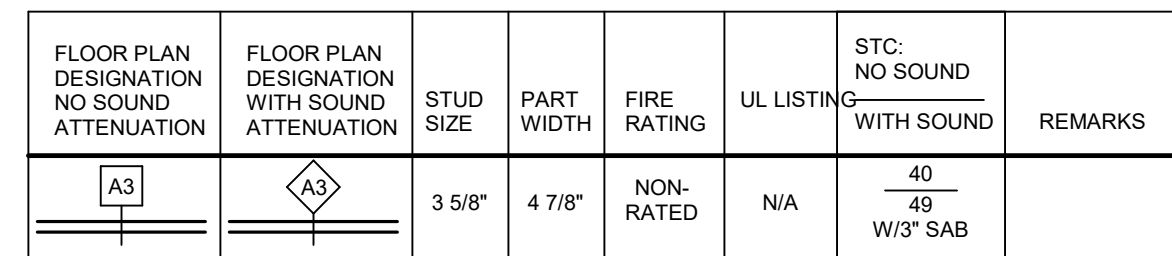 FLOOR PLAN
DESIGNATION
NO SOUND
ATTENUATION
FLOOR PLAN
DESIGNATION
WITH SOUND
ATTENUATION
STUD
SIZE
PART
WIDTH
FIRE
RATING
UL LISTING
STC:
NO SOUND
WITH SOUND
REMARKS
A3
A3
3 5/8"
4 7/8"
NON-
RATED
N/A
40
49
W/3" SAB